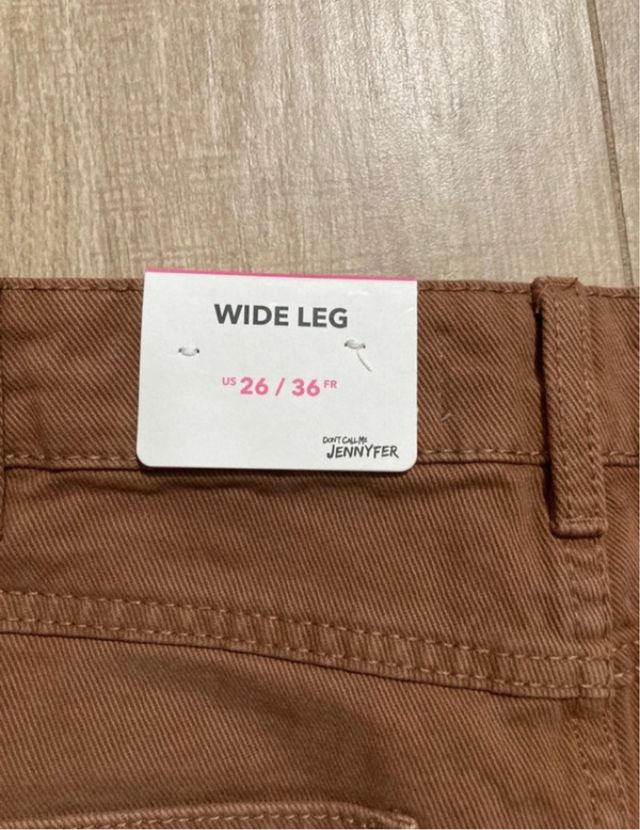 WIDE LEG
US 26 / 36 FR
DON'T CALL ME
JENNYFER